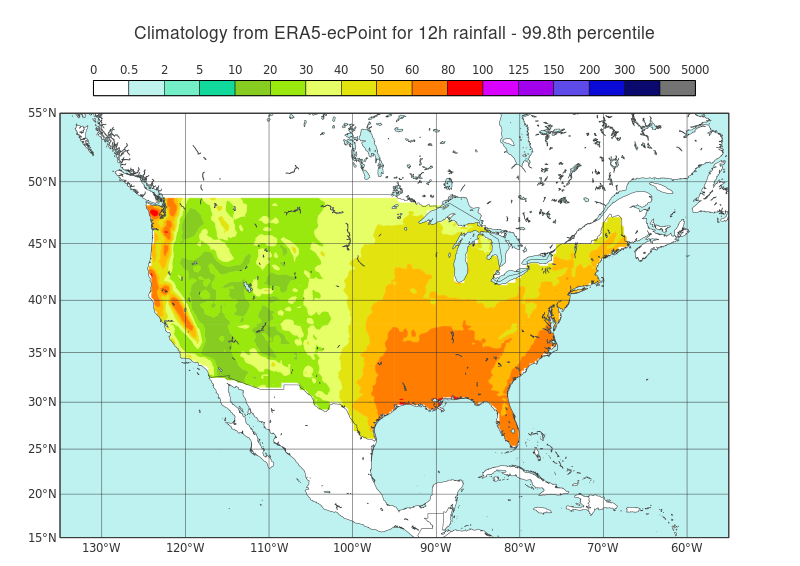 Climatology from ERA5-ecPoint for 12h rainfall - 99.8th percentile
0 0.5 2 5 10 20 30 40 50 60 80 100 125 150 200 300 500 5000
55°N
50°N
45°N
40°N
35°N
30°N
25°N
20°N
15°N
130°W 120°W 110°W 100°W 90°W 80°W 70°W 60°W